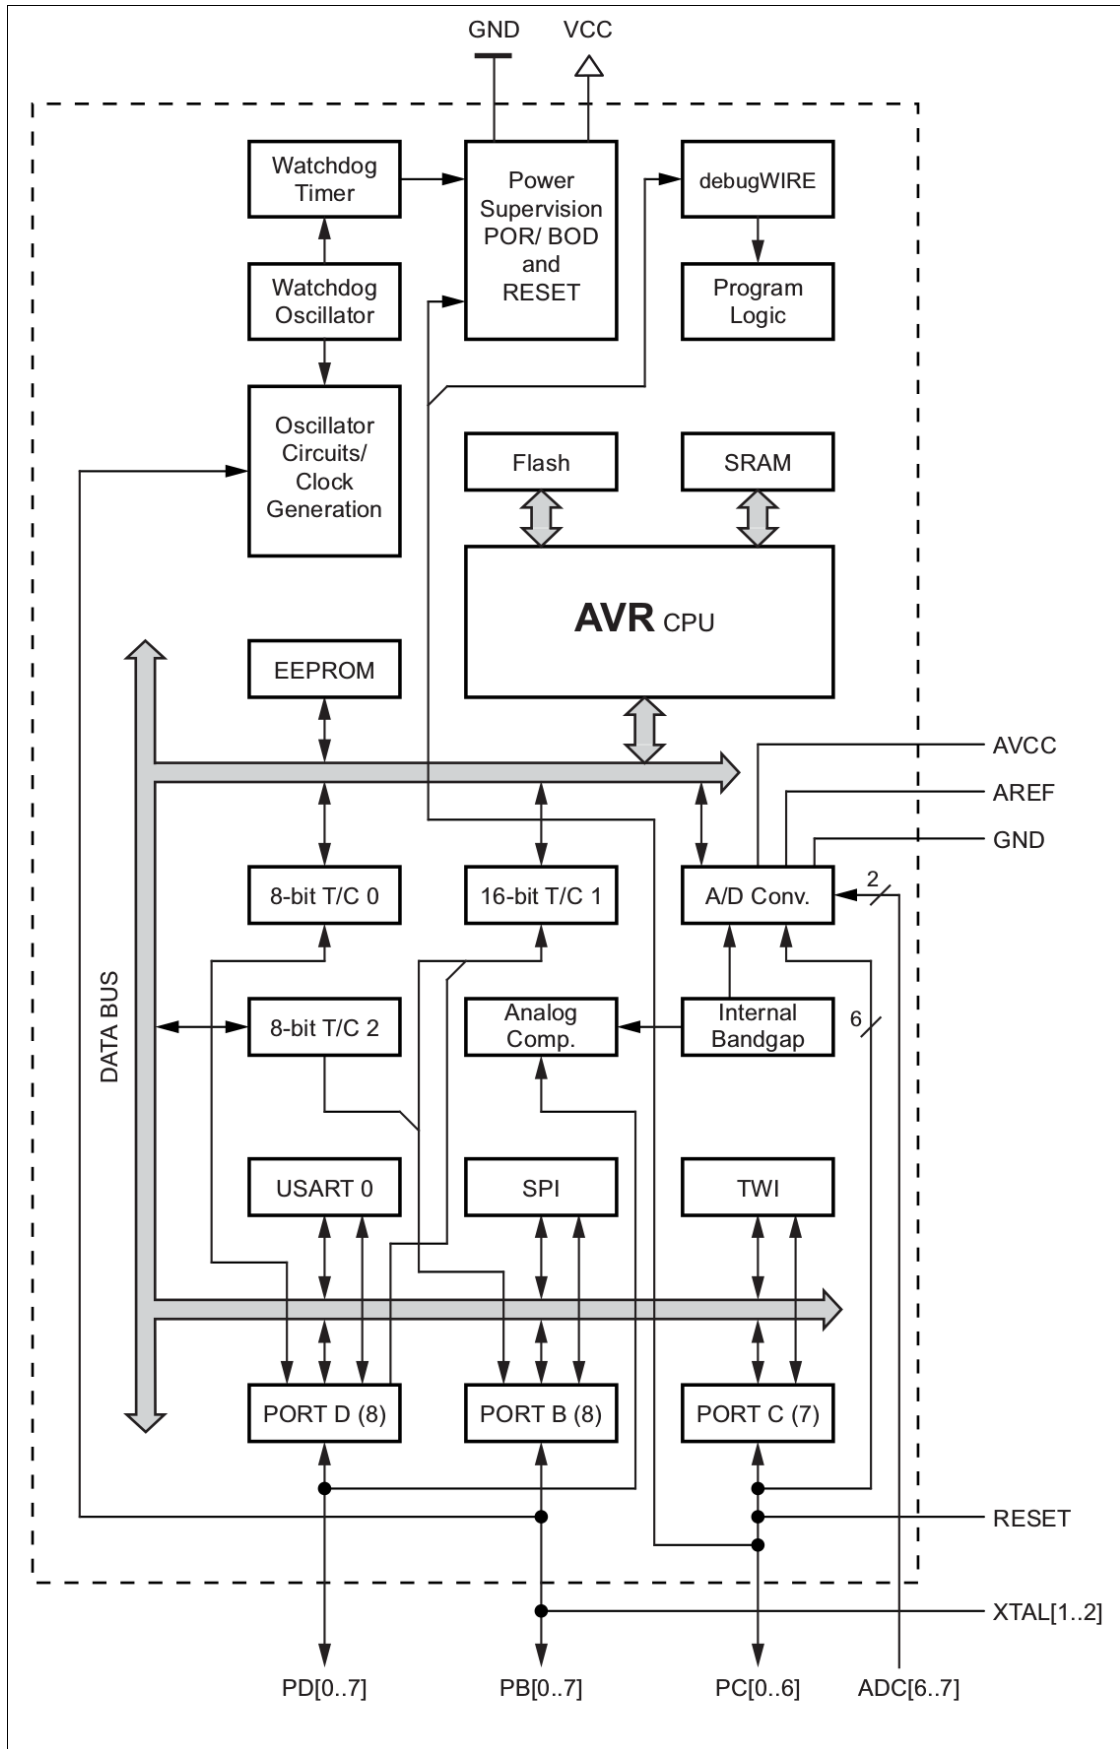 GND
VCC
Watchdog
Timer
Power
Supervision
POR/ BOD
and
RESET
debugWIRE
Watchdog
Oscillator
Program
Logic
Oscillator
Circuits/
Clock
Generation
Flash
SRAM
AVR CPU
EEPROM
AVCC
AREF
GND
8-bit T/C 0
16-bit T/C 1
A/D Conv.
2
DATA BUS
8-bit T/C 2
Analog
Comp.
Internal
Bandgap
6
USART 0
SPI
TWI
PORT D (8)
PORT B (8)
PORT C (7)
RESET
XTAL[1..2]
PD[0..7]
PB[0..7]
PC[0..6]
ADC[6..7]